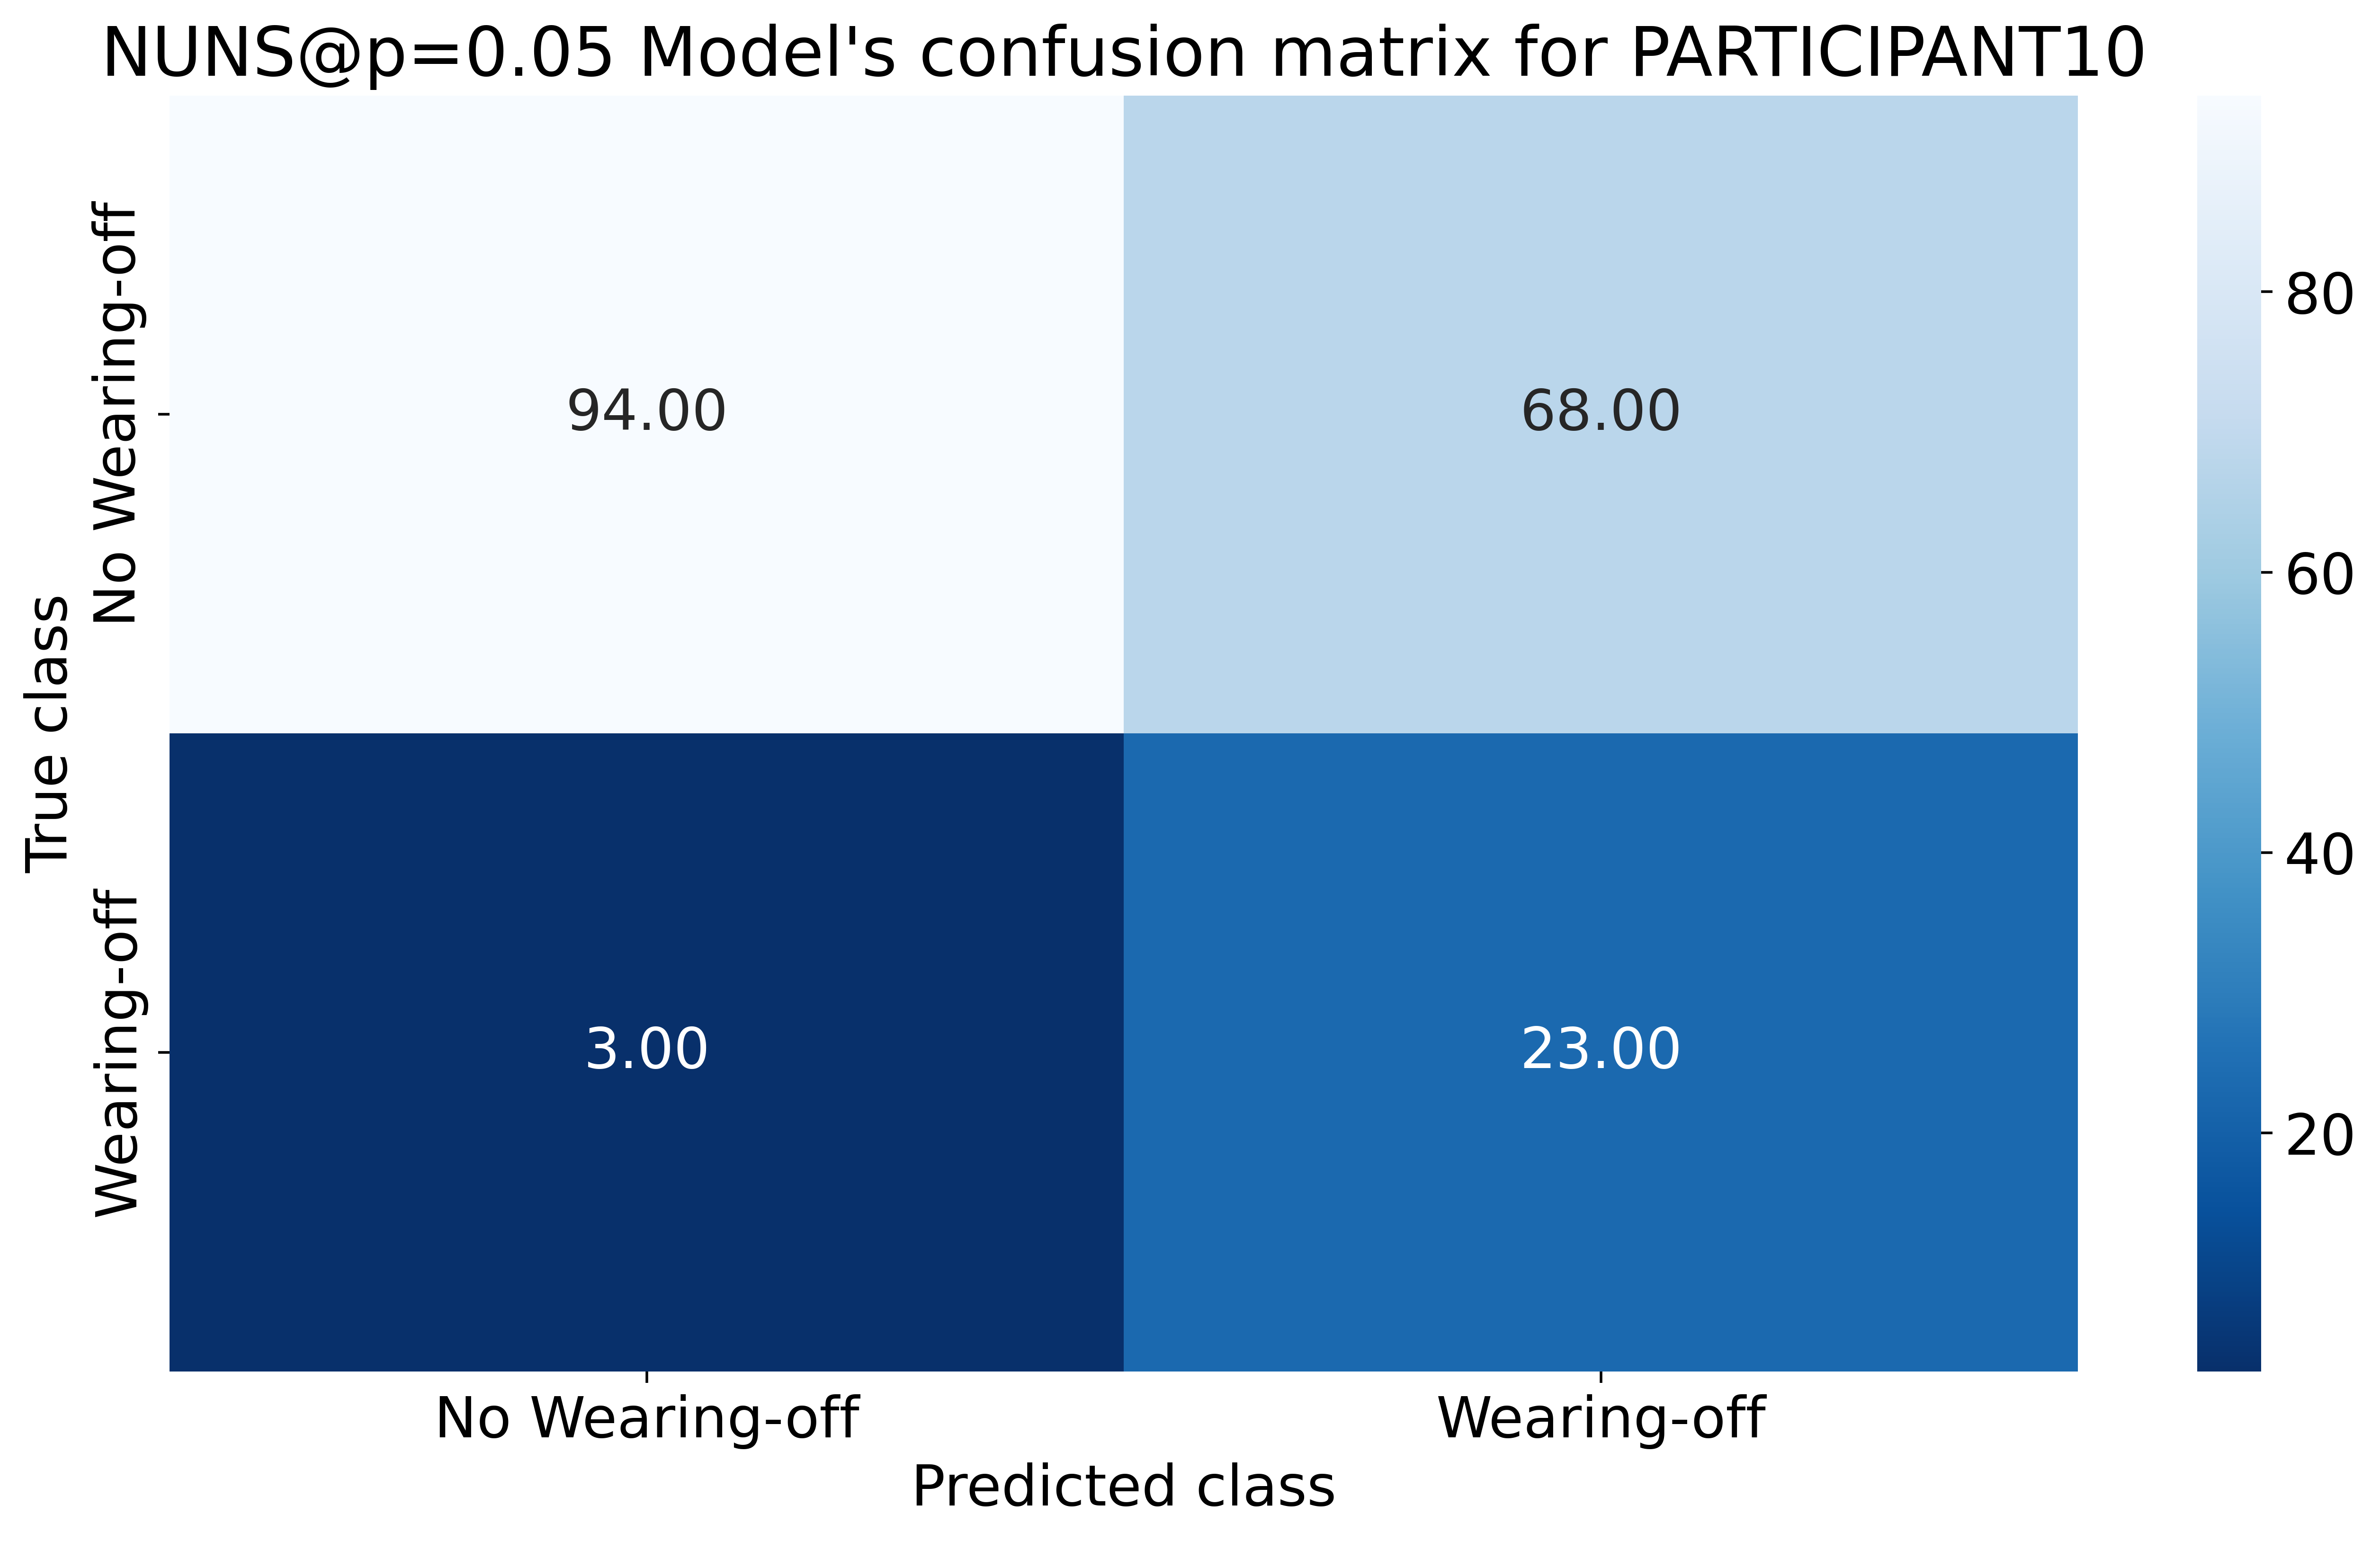 NUNS@p=0.05 Model's confusion matrix for PARTICIPANT10
True class
No Wearing-off
94.00
68.00
Wearing-off
3.00
23.00
No Wearing-off
Wearing-off
Predicted class
80
60
40
20